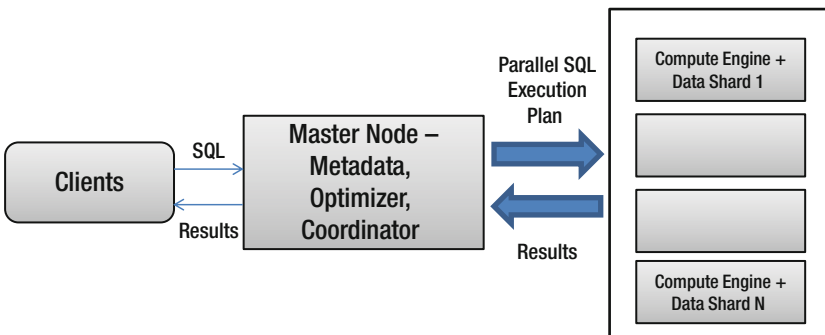 Clients
SQL
Results
Master Node –
Metadata,
Optimizer,
Coordinator
Parallel SQL
Execution
Plan
Results
Compute Engine +
Data Shard 1
Compute Engine +
Data Shard N